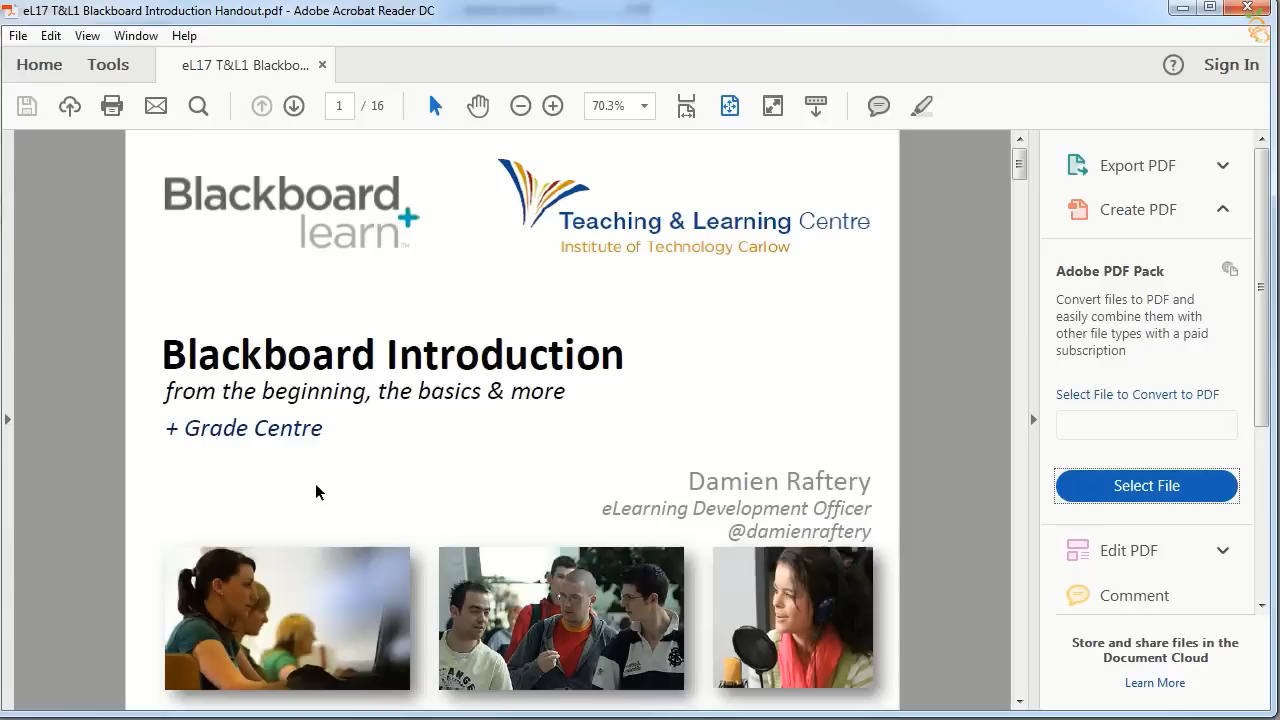 eL17 T&L1 Blackboard Introduction Handout.pdf - Adobe Acrobat Reader DC
File Edit View Window Help
Home Tools eL17 T&L1 Blackbo... × ? Sign In
1 / 16 70.3%
Blackboard
learn™
Teaching & Learning Centre
Institute of Technology Carlow
Blackboard Introduction
from the beginning, the basics & more
+ Grade Centre
Damien Raftery
eLearning Development Officer
@damienraftery
Export PDF
Create PDF
Adobe PDF Pack
Convert files to PDF and
easily combine them with
other file types with a paid
subscription
Select File to Convert to PDF
Select File
Edit PDF
Comment
Store and share files in the
Document Cloud
Learn More